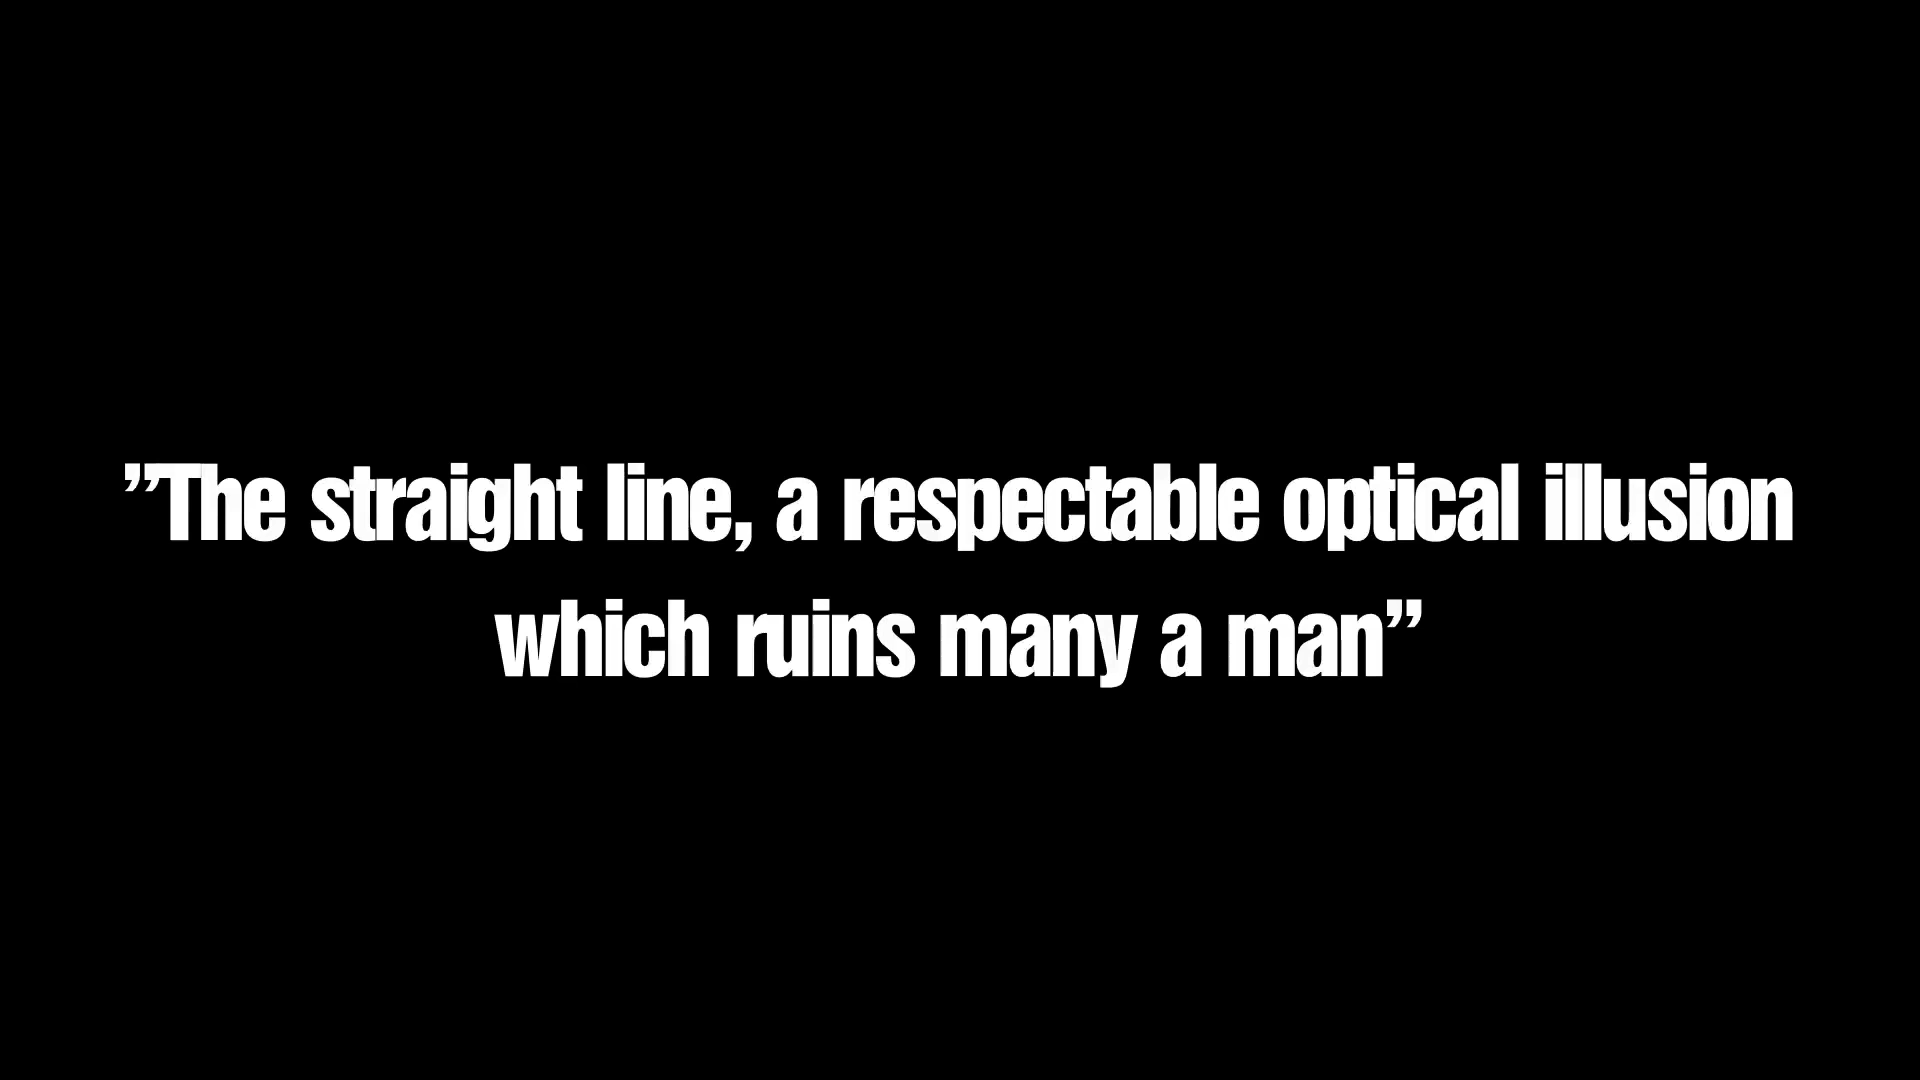 ”The straight line, a respectable optical illusion
which ruins many a man”